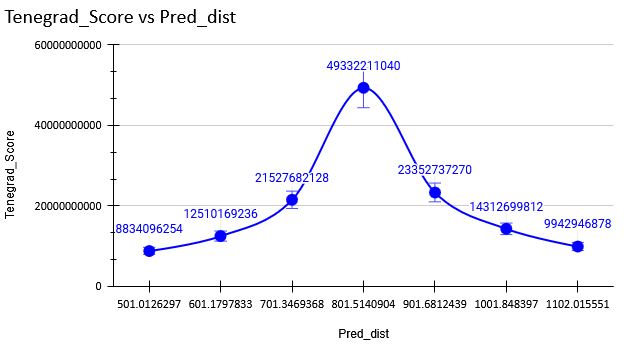 Tenegrad_Score vs Pred_dist
60000000000
49332211040
40000000000
23352737270
21527682128
20000000000
14312699812
12510169236
9942946878
8834096254
0
Tenegrad_Score
501.0126297 601.1797833 701.3469368 801.5140904 901.6812439 1001.848397 1102.015551
Pred_dist